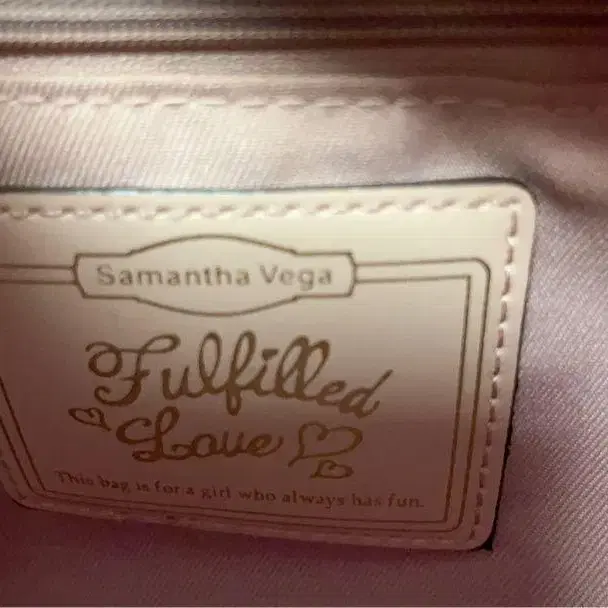 Samantha Vega
Fulfilled
Love
This bag is for a girl who always has fun.